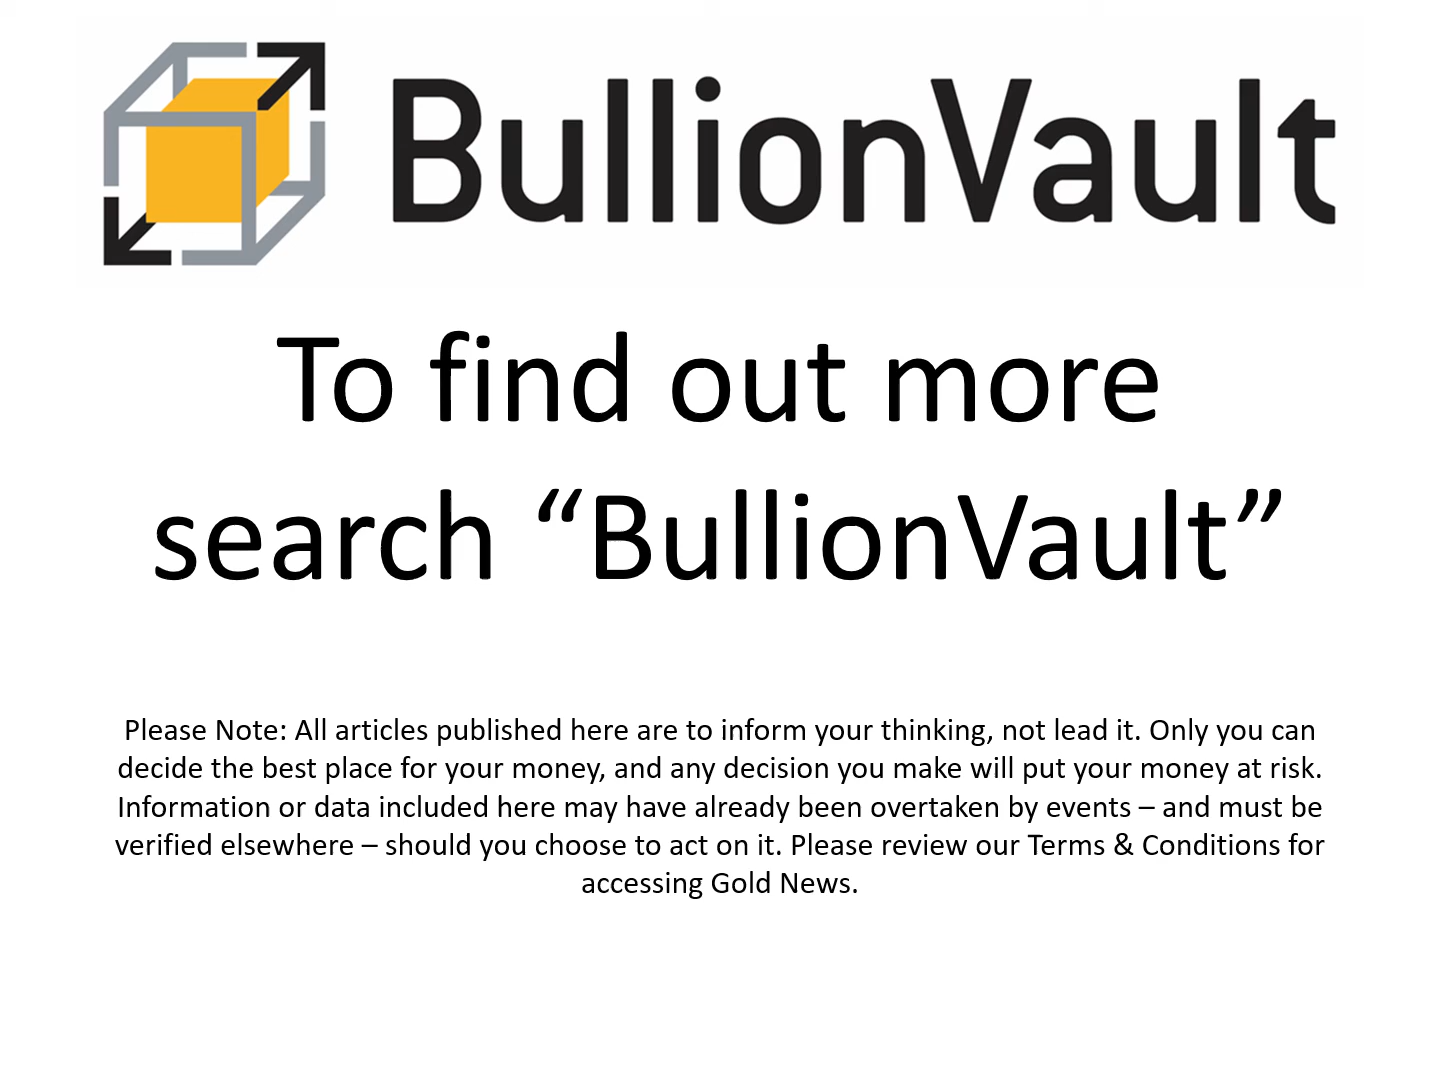 BullionVault
To find out more
search “BullionVault”
Please Note: All articles published here are to inform your thinking, not lead it. Only you can
decide the best place for your money, and any decision you make will put your money at risk.
Information or data included here may have already been overtaken by events – and must be
verified elsewhere – should you choose to act on it. Please review our Terms & Conditions for
accessing Gold News.